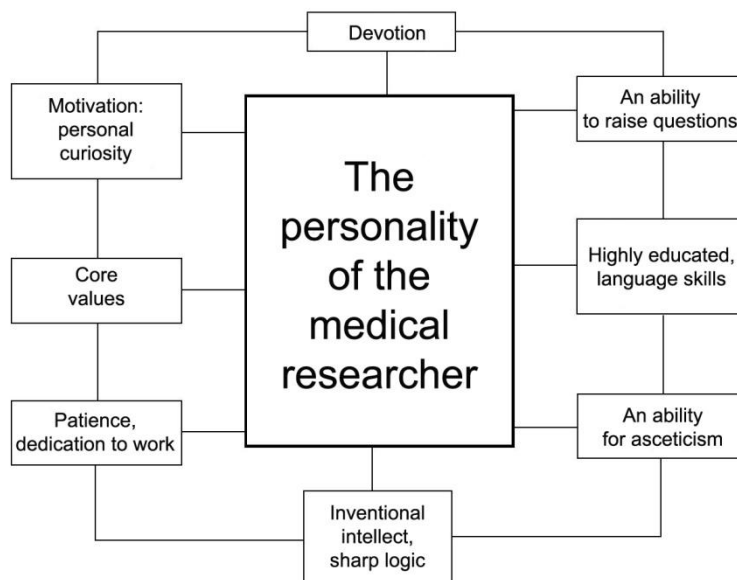 Devotion
Motivation:
personal
curiosity
An ability
to raise questions
The
personality
of the
medical
researcher
Core
values
Highly educated,
language skills
Patience,
dedication to work
An ability
for asceticism
Inventional
intellect,
sharp logic